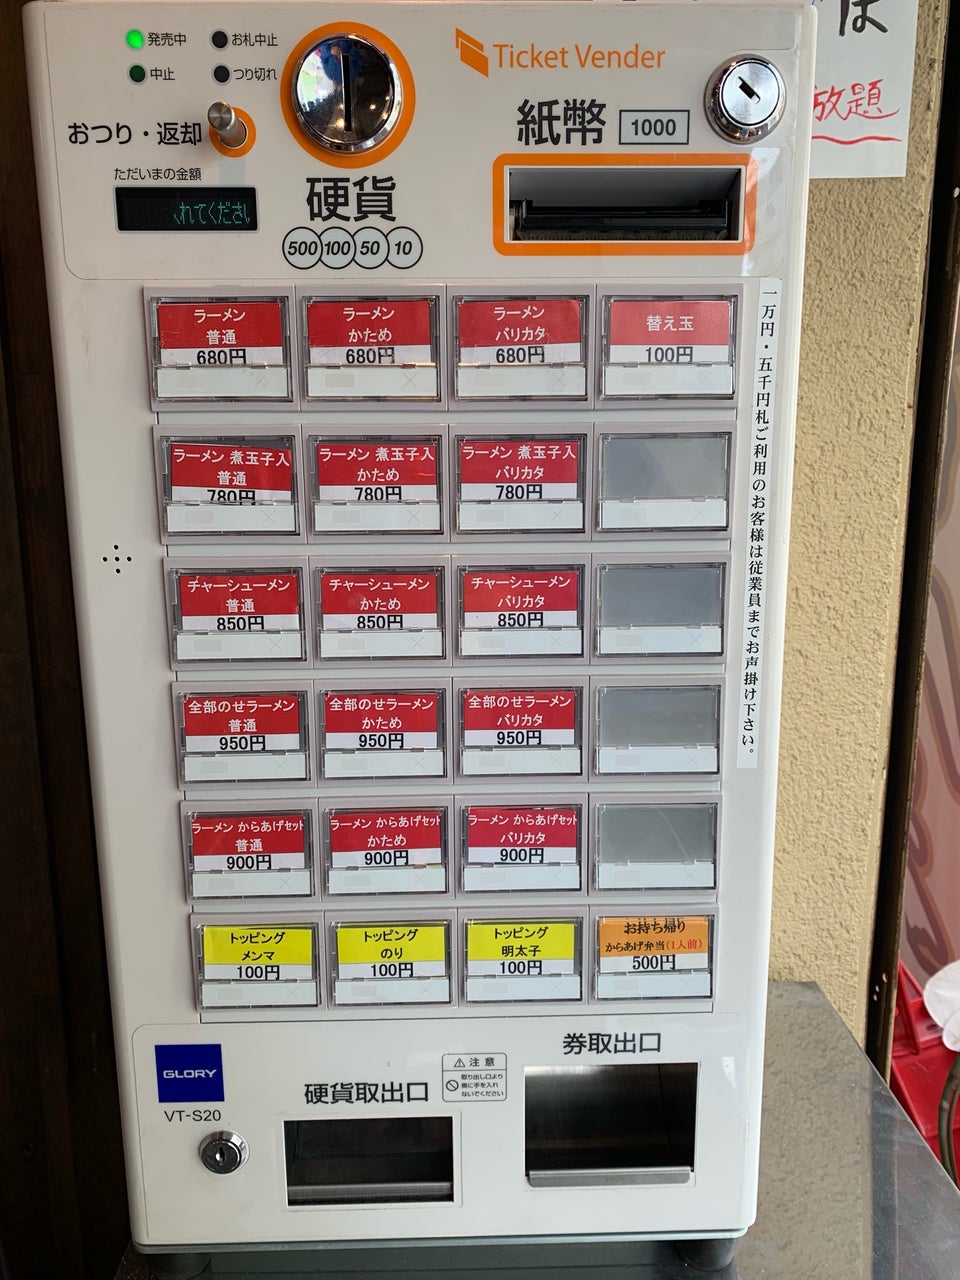 発売中
お札中止
中止
つり切れ
おつり・返却
ただいまの金額
れてくださ
硬貨
500 100 50 10
Ticket Vender
紙幣 1000
放題
ラーメン
普通
680円
ラーメン
かため
680円
ラーメン
バリカタ
680円
替え玉
100円
ラーメン 煮玉子入
普通
780円
ラーメン 煮玉子入
かため
780円
ラーメン 煮玉子入
バリカタ
780円
チャーシューメン
普通
850円
チャーシューメン
かため
850円
チャーシューメン
バリカタ
850円
全部のせラーメン
普通
950円
全部のせラーメン
かため
950円
全部のせラーメン
バリカタ
950円
ラーメン からあげセット
普通
900円
ラーメン からあげセット
かため
900円
ラーメン からあげセット
バリカタ
900円
トッピング
メンマ
100円
トッピング
のり
100円
トッピング
明太子
100円
お持ち帰り
からあげ弁当(1人前)
500円
一万円・五千円札ご利用のお客様は従業員までお声掛け下さい。
GLORY
VT-S20
硬貨取出口
注意
取り出し口より
奥に手を入れ
ないでください
券取出口